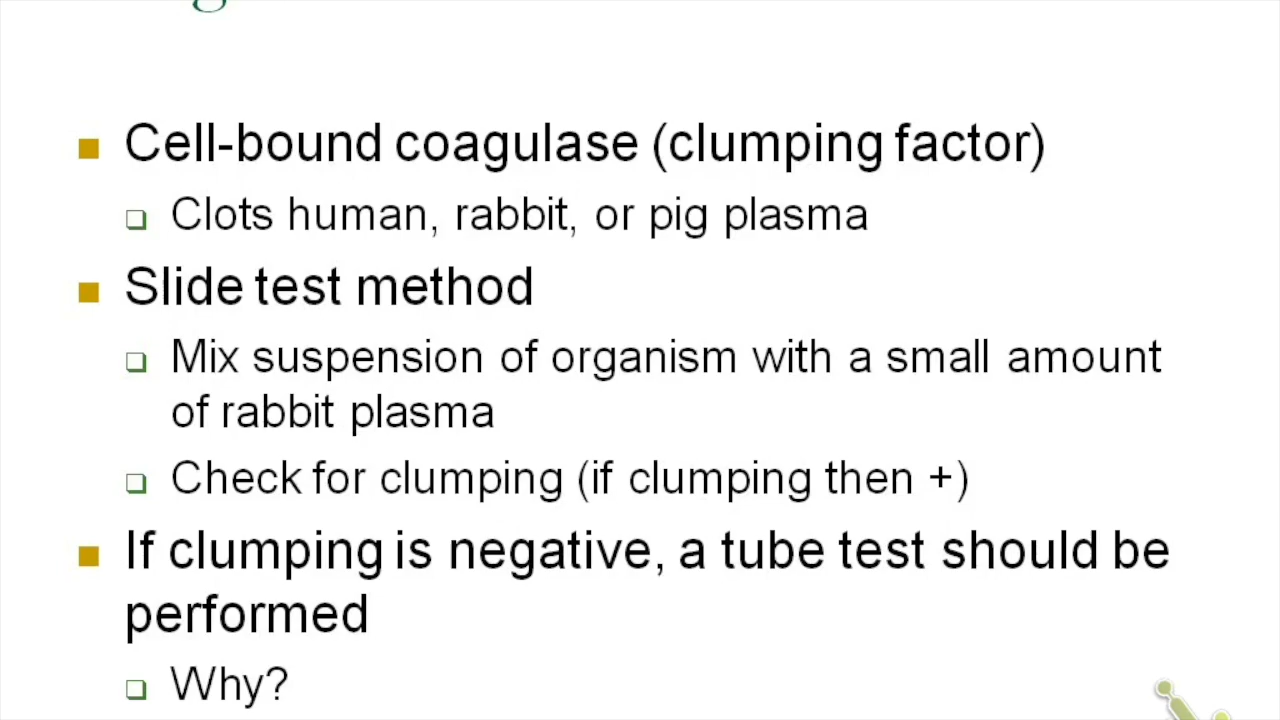 Cell-bound coagulase (clumping factor)
Clots human, rabbit, or pig plasma
Slide test method
Mix suspension of organism with a small amount
of rabbit plasma
Check for clumping (if clumping then +)
If clumping is negative, a tube test should be
performed
Why?